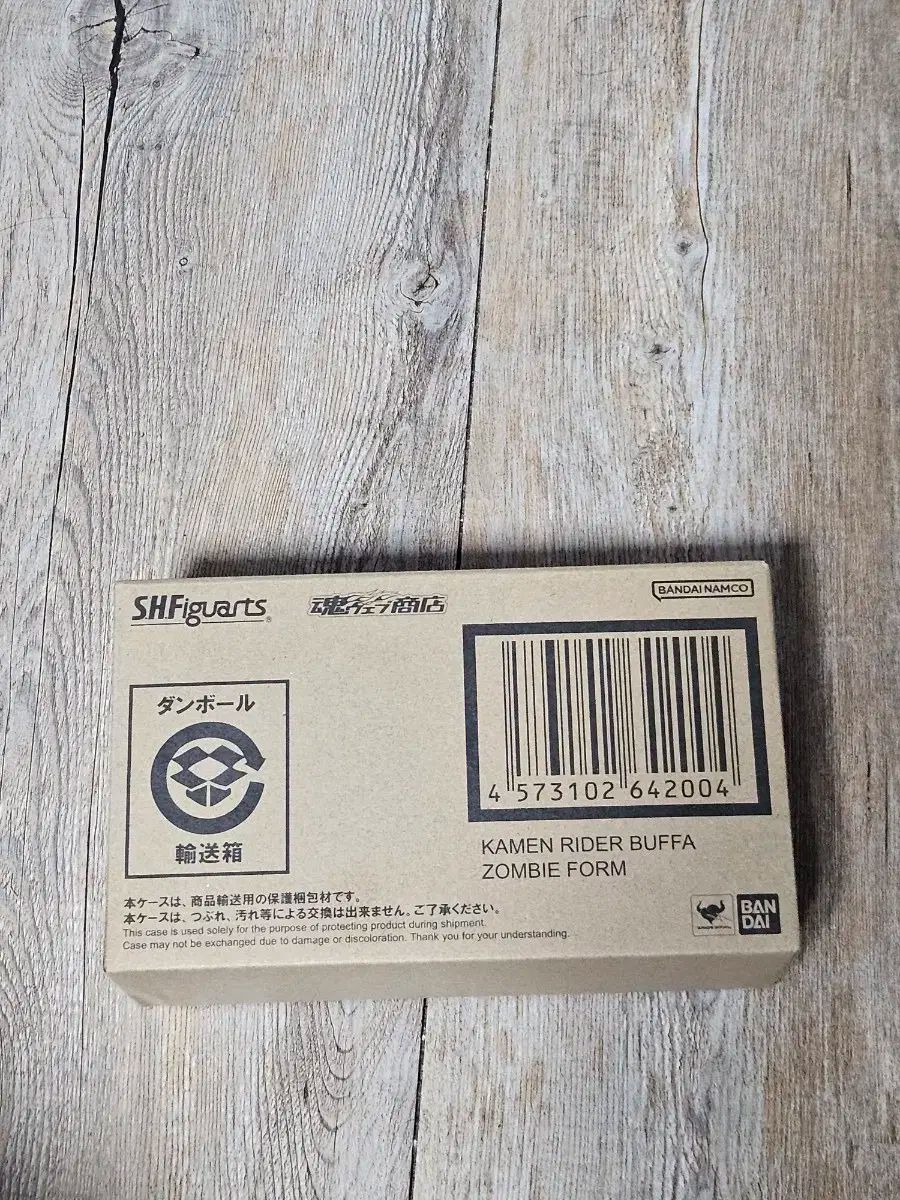 S.H.Figuarts
魂ウェブ商店
BANDAI NAMCO
ダンボール
輸送箱
4 573102 642004
KAMEN RIDER BUFFA
ZOMBIE FORM
本ケースは、商品輸送用の保護梱包材です。
本ケースは、つぶれ、汚れ等による交換は出来ません。ご了承ください。
This case is used solely for the purpose of protecting product during shipment.
Case may not be exchanged due to damage or discoloration. Thank you for your understanding.
BAN
DAI